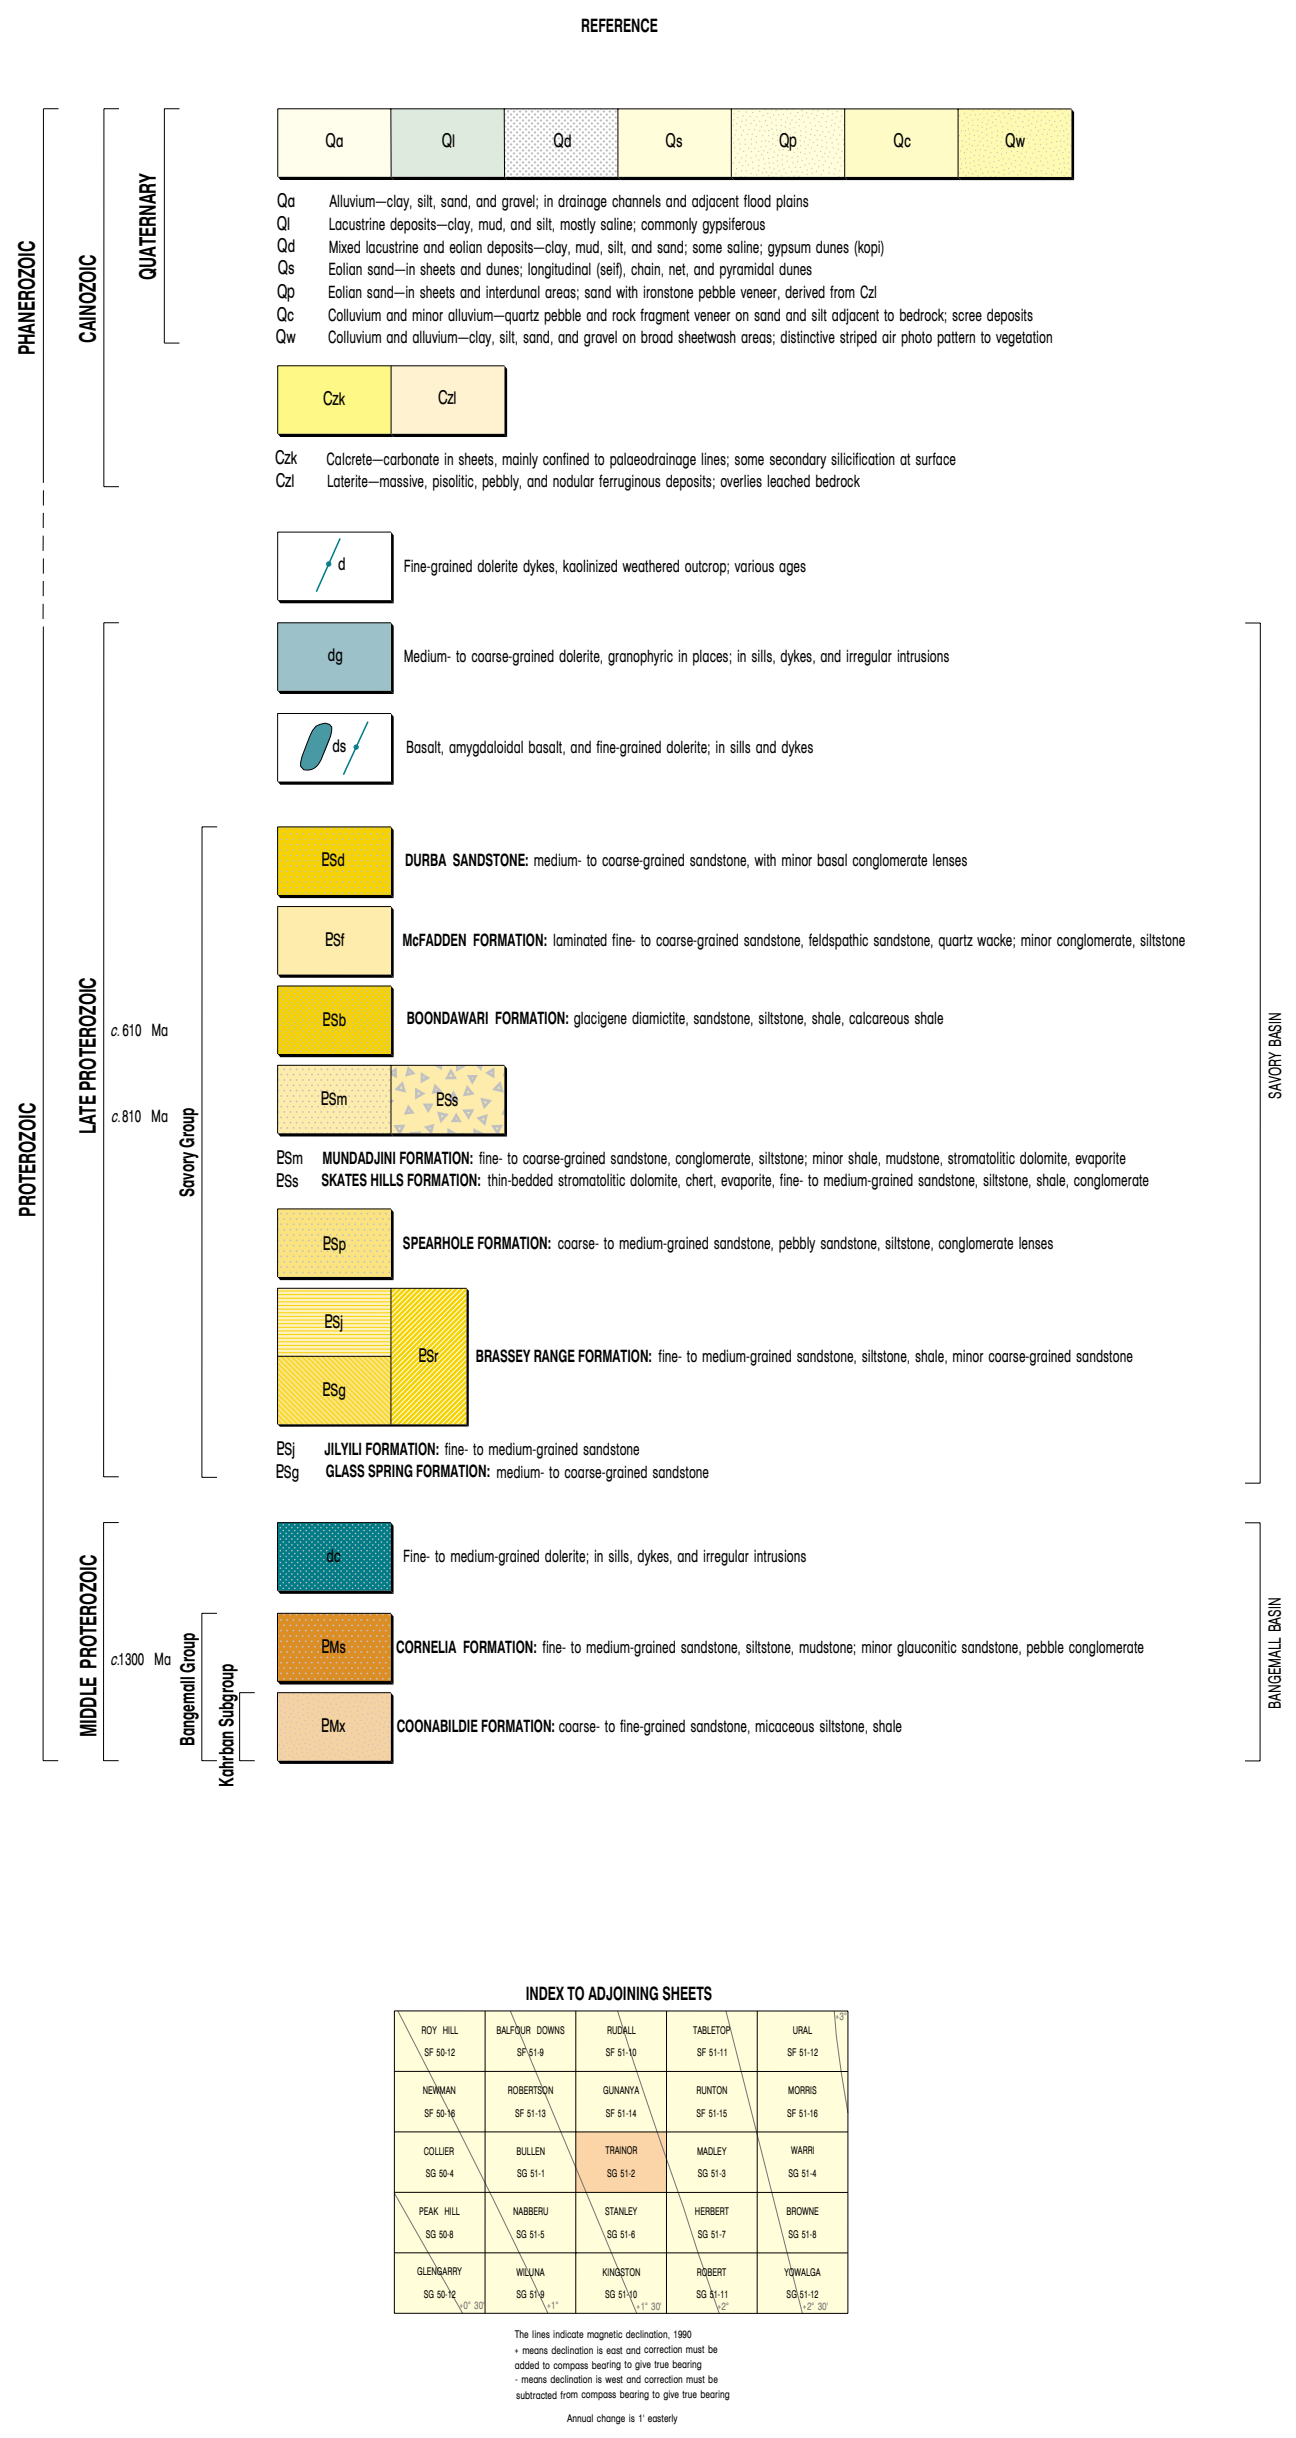 REFERENCE
PHANEROZOIC
CAINOZOIC
QUATERNARY
Qa Ql Qd Qs Qp Qc Qw
Qa Alluvium—clay, silt, sand, and gravel; in drainage channels and adjacent flood plains
Ql Lacustrine deposits—clay, mud, and silt, mostly saline; commonly gypsiferous
Qd Mixed lacustrine and eolian deposits—clay, mud, silt, and sand; some saline; gypsum dunes (kopi)
Qs Eolian sand—in sheets and dunes; longitudinal (seif), chain, net, and pyramidal dunes
Qp Eolian sand—in sheets and interdunal areas; sand with ironstone pebble veneer, derived from Czl
Qc Colluvium and minor alluvium—quartz pebble and rock fragment veneer on sand and silt adjacent to bedrock; scree deposits
Qw Colluvium and alluvium—clay, silt, sand, and gravel on broad sheetwash areas; distinctive striped air photo pattern to vegetation
Czk Czl
Czk Calcrete—carbonate in sheets, mainly confined to palaeodrainage lines; some secondary silicification at surface
Czl Laterite—massive, pisolitic, pebbly, and nodular ferruginous deposits; overlies leached bedrock
d Fine-grained dolerite dykes, kaolinized weathered outcrop; various ages
PROTEROZOIC
LATE PROTEROZOIC
SAVORY BASIN
dg Medium- to coarse-grained dolerite, granophyric in places; in sills, dykes, and irregular intrusions
ds Basalt, amygdaloidal basalt, and fine-grained dolerite; in sills and dykes
Savory Group
PSd DURBA SANDSTONE: medium- to coarse-grained sandstone, with minor basal conglomerate lenses
PSf McFADDEN FORMATION: laminated fine- to coarse-grained sandstone, feldspathic sandstone, quartz wacke; minor conglomerate, siltstone
c.610 Ma
PSb BOONDAWARI FORMATION: glacigene diamictite, sandstone, siltstone, shale, calcareous shale
c.810 Ma
PSm PSs
PSm MUNDADJINI FORMATION: fine- to coarse-grained sandstone, conglomerate, siltstone; minor shale, mudstone, stromatolitic dolomite, evaporite
PSs SKATES HILLS FORMATION: thin-bedded stromatolitic dolomite, chert, evaporite, fine- to medium-grained sandstone, siltstone, shale, conglomerate
PSp SPEARHOLE FORMATION: coarse- to medium-grained sandstone, pebbly sandstone, siltstone, conglomerate lenses
PSj
PSr BRASSEY RANGE FORMATION: fine- to medium-grained sandstone, siltstone, shale, minor coarse-grained sandstone
PSg
PSj JILYILI FORMATION: fine- to medium-grained sandstone
PSg GLASS SPRING FORMATION: medium- to coarse-grained sandstone
MIDDLE PROTEROZOIC
BANGEMALL BASIN
dc Fine- to medium-grained dolerite; in sills, dykes, and irregular intrusions
c.1300 Ma
Bangemall Group
Kahrban Subgroup
PMs CORNELIA FORMATION: fine- to medium-grained sandstone, siltstone, mudstone; minor glauconitic sandstone, pebble conglomerate
PMx COONABILDIE FORMATION: coarse- to fine-grained sandstone, micaceous siltstone, shale
INDEX TO ADJOINING SHEETS
+3°
ROY HILL BALFOUR DOWNS RUDALL TABLETOP URAL
SF 50-12 SF 51-9 SF 51-10 SF 51-11 SF 51-12
NEWMAN ROBERTSON GUNANYA RUNTON MORRIS
SF 50-16 SF 51-13 SF 51-14 SF 51-15 SF 51-16
COLLIER BULLEN TRAINOR MADLEY WARRI
SG 50-4 SG 51-1 SG 51-2 SG 51-3 SG 51-4
PEAK HILL NABBERU STANLEY HERBERT BROWNE
SG 50-8 SG 51-5 SG 51-6 SG 51-7 SG 51-8
GLENGARRY WILUNA KINGSTON ROBERT YOWALGA
SG 50-12 SG 51-9 SG 51-10 SG 51-11 SG 51-12
+0° 30' +1° +1° 30' +2° +2° 30'
The lines indicate magnetic declination, 1990
+ means declination is east and correction must be
added to compass bearing to give true bearing
- means declination is west and correction must be
subtracted from compass bearing to give true bearing
Annual change is 1' easterly